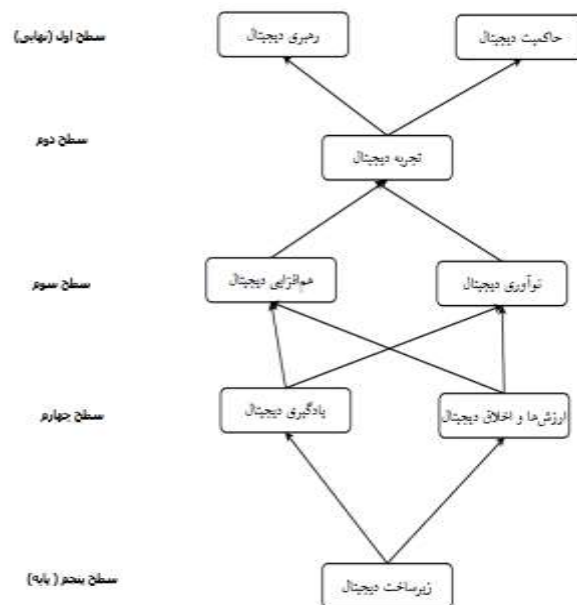 سطح اول (نهایی)
حاکمیت دیجیتال
رهبری دیجیتال
سطح دوم
تجربه دیجیتال
سطح سوم
نوآوری دیجیتال
هم‌افزایی دیجیتال
سطح چهارم
ارزش‌ها و اخلاق دیجیتال
یادگیری دیجیتال
سطح پنجم ( پایه)
زیرساخت دیجیتال